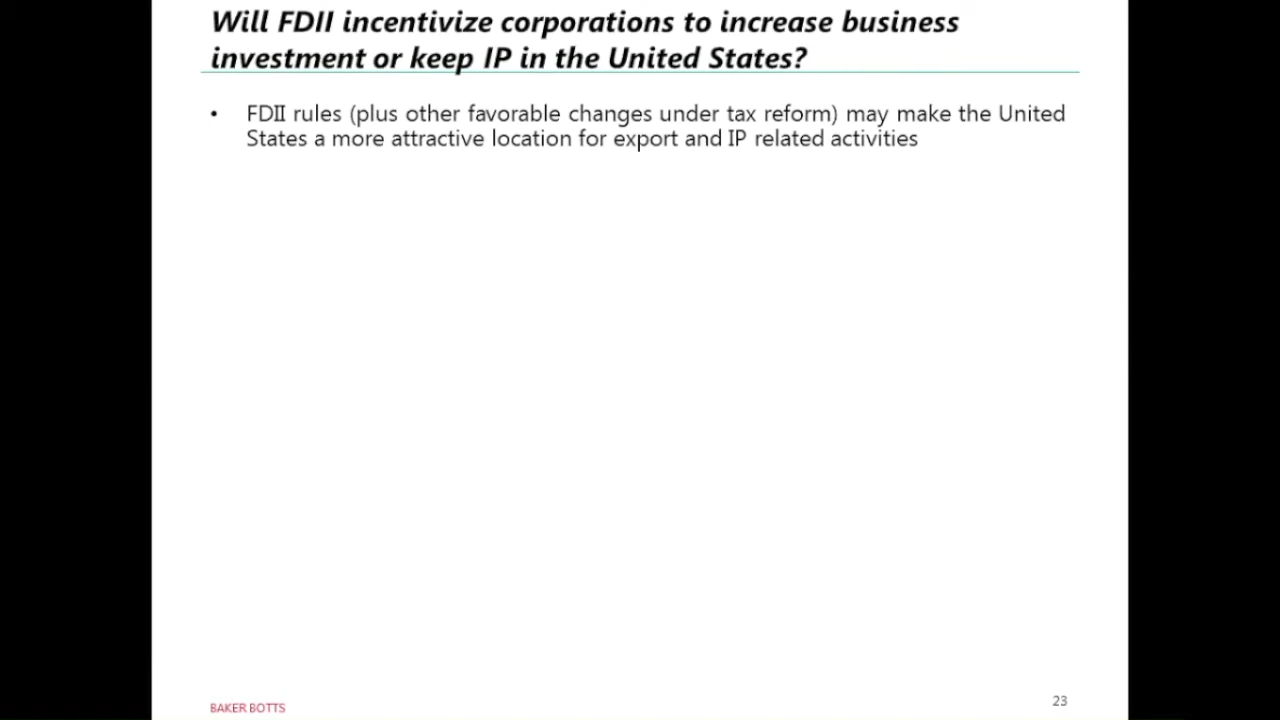 Will FDII incentivize corporations to increase business
investment or keep IP in the United States?
• FDII rules (plus other favorable changes under tax reform) may make the United
States a more attractive location for export and IP related activities
BAKER BOTTS
23